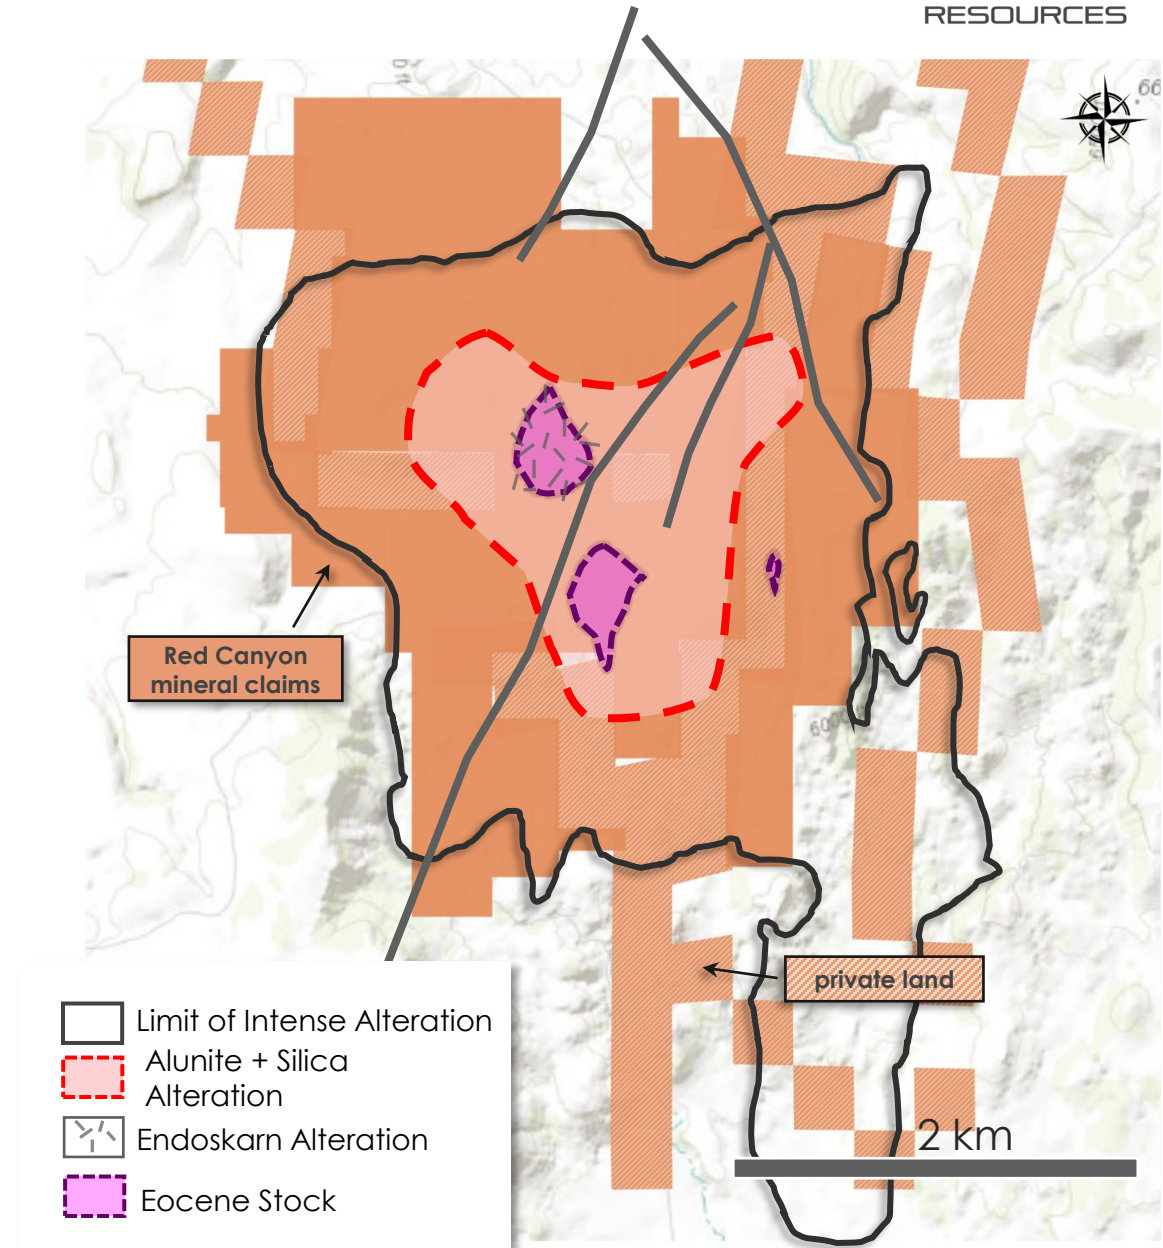 RESOURCES
66
Red Canyon
mineral claims
private land
Limit of Intense Alteration
Alunite + Silica
Alteration
Endoskarn Alteration
Eocene Stock
2 km